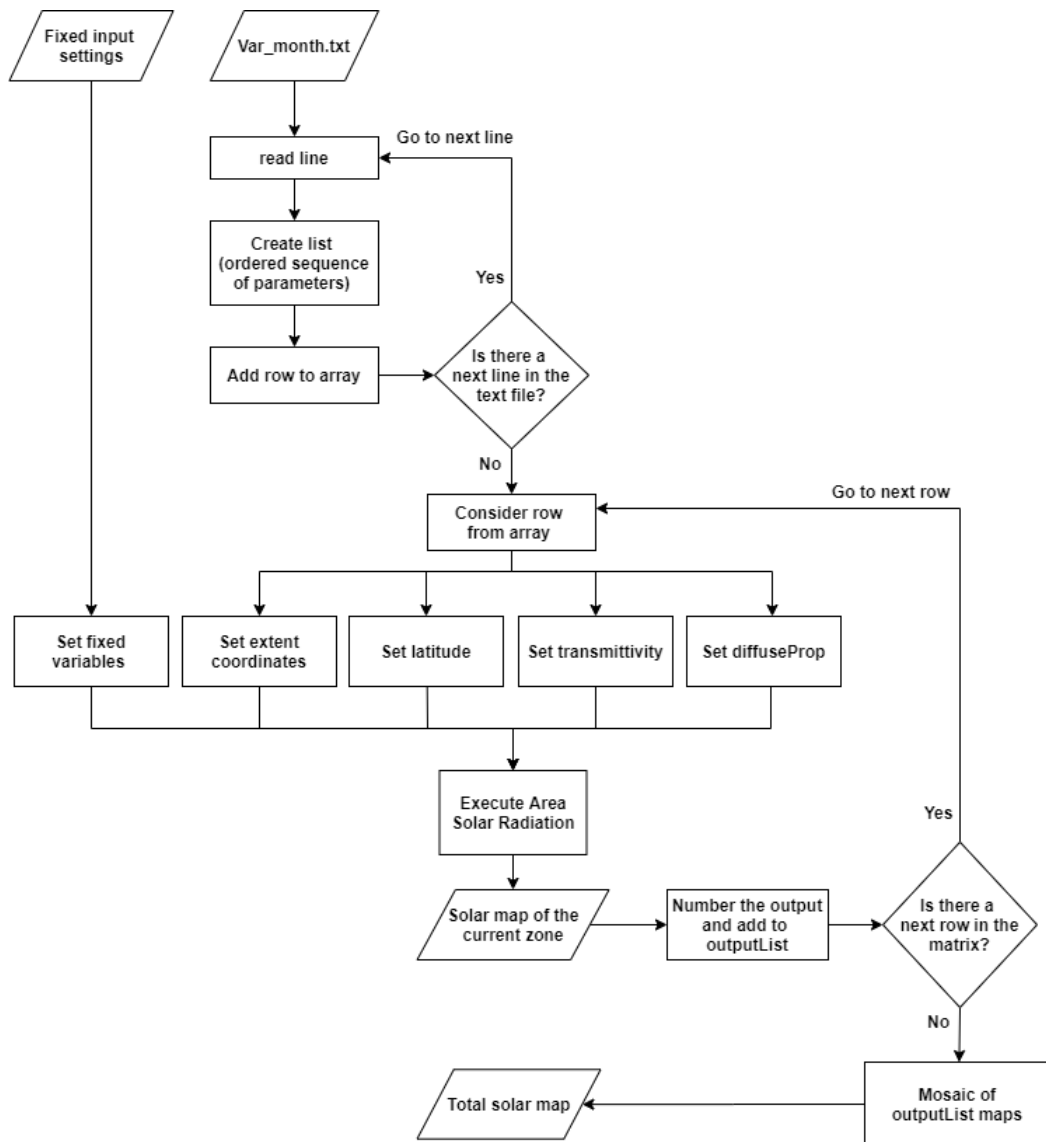 Fixed input
settings
Var_month.txt
Go to next line
read line
Create list
(ordered sequence
of parameters)
Yes
Add row to array
Is there a
next line in the
text file?
No
Go to next row
Consider row
from array
Set fixed
variables
Set extent
coordinates
Set latitude
Set transmittivity
Set diffuseProp
Execute Area
Solar Radiation
Yes
Solar map of the
current zone
Number the output
and add to
outputList
Is there a
next row in the
matrix?
No
Mosaic of
outputList maps
Total solar map